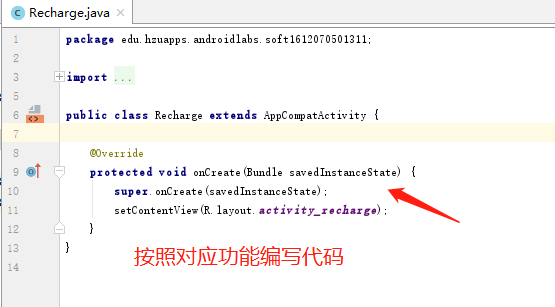 Recharge.java
1 package edu.hzuapps.androidlabs.soft1612070501311;
2
3 import ...
5
6 public class Recharge extends AppCompatActivity {
7
8 @Override
9 protected void onCreate(Bundle savedInstanceState) {
10 super.onCreate(savedInstanceState);
11 setContentView(R.layout.activity_recharge);
12 }
13 }
14
按照对应功能编写代码